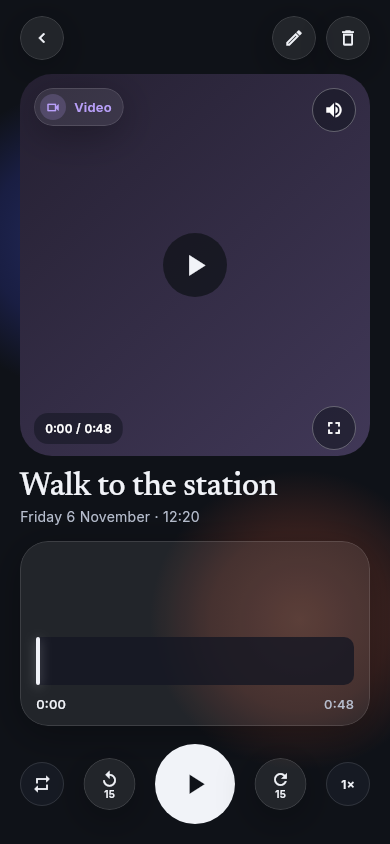 Video
0:00 / 0:48
Walk to the station
Friday 6 November · 12:20
0:00
0:48
15
15
1×